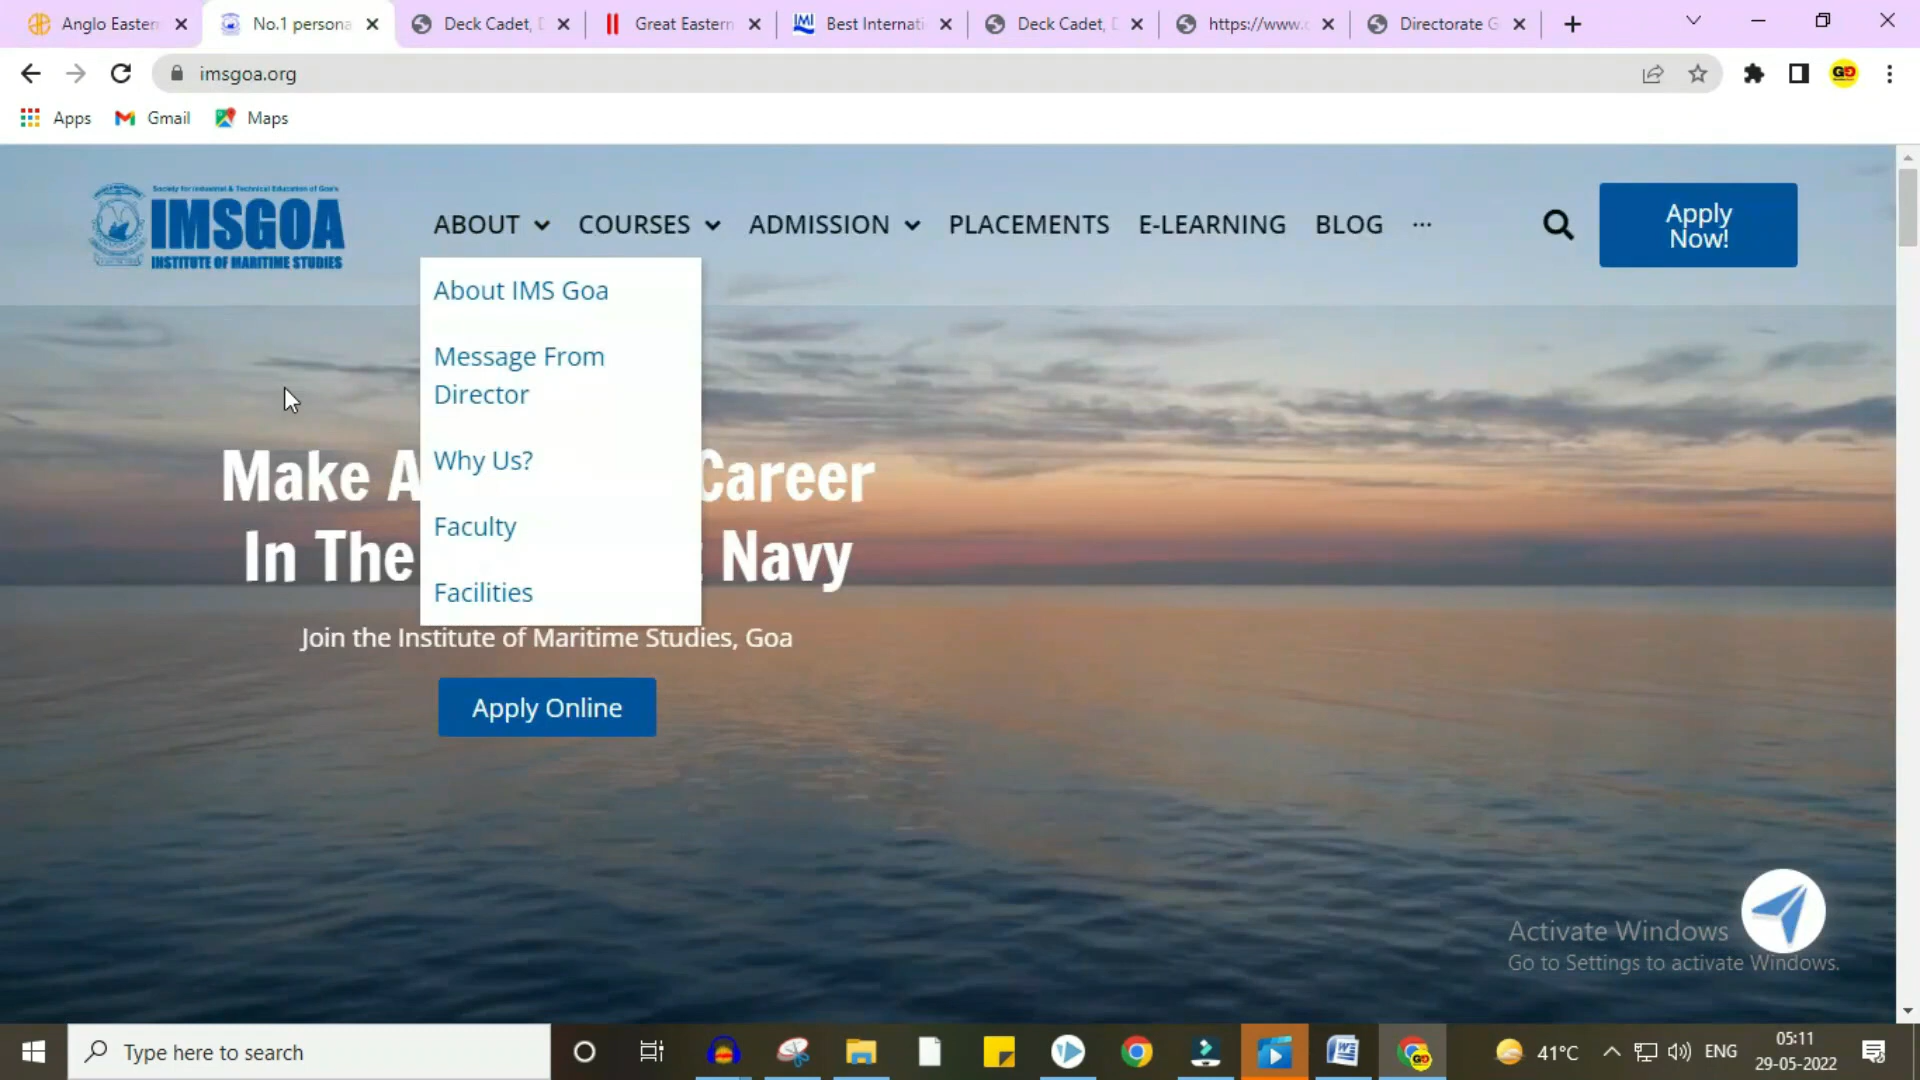 Anglo Easter
No.1 persona
Deck Cadet,
Great Eastern
Best Internati
Deck Cadet,
https://www.
Directorate G
imsgoa.org
Apps
Gmail
Maps
Society for Industrial & Technical Education of Goa's
IMSGOA
INSTITUTE OF MARITIME STUDIES
ABOUT
COURSES
ADMISSION
PLACEMENTS
E-LEARNING
BLOG
...
Apply
Now!
About IMS Goa
Message From
Director
Why Us?
Faculty
Facilities
Make A Career
In The Navy
Join the Institute of Maritime Studies, Goa
Apply Online
Activate Windows
Go to Settings to activate Windows.
Type here to search
41°C
ENG
05:11
29-05-2022